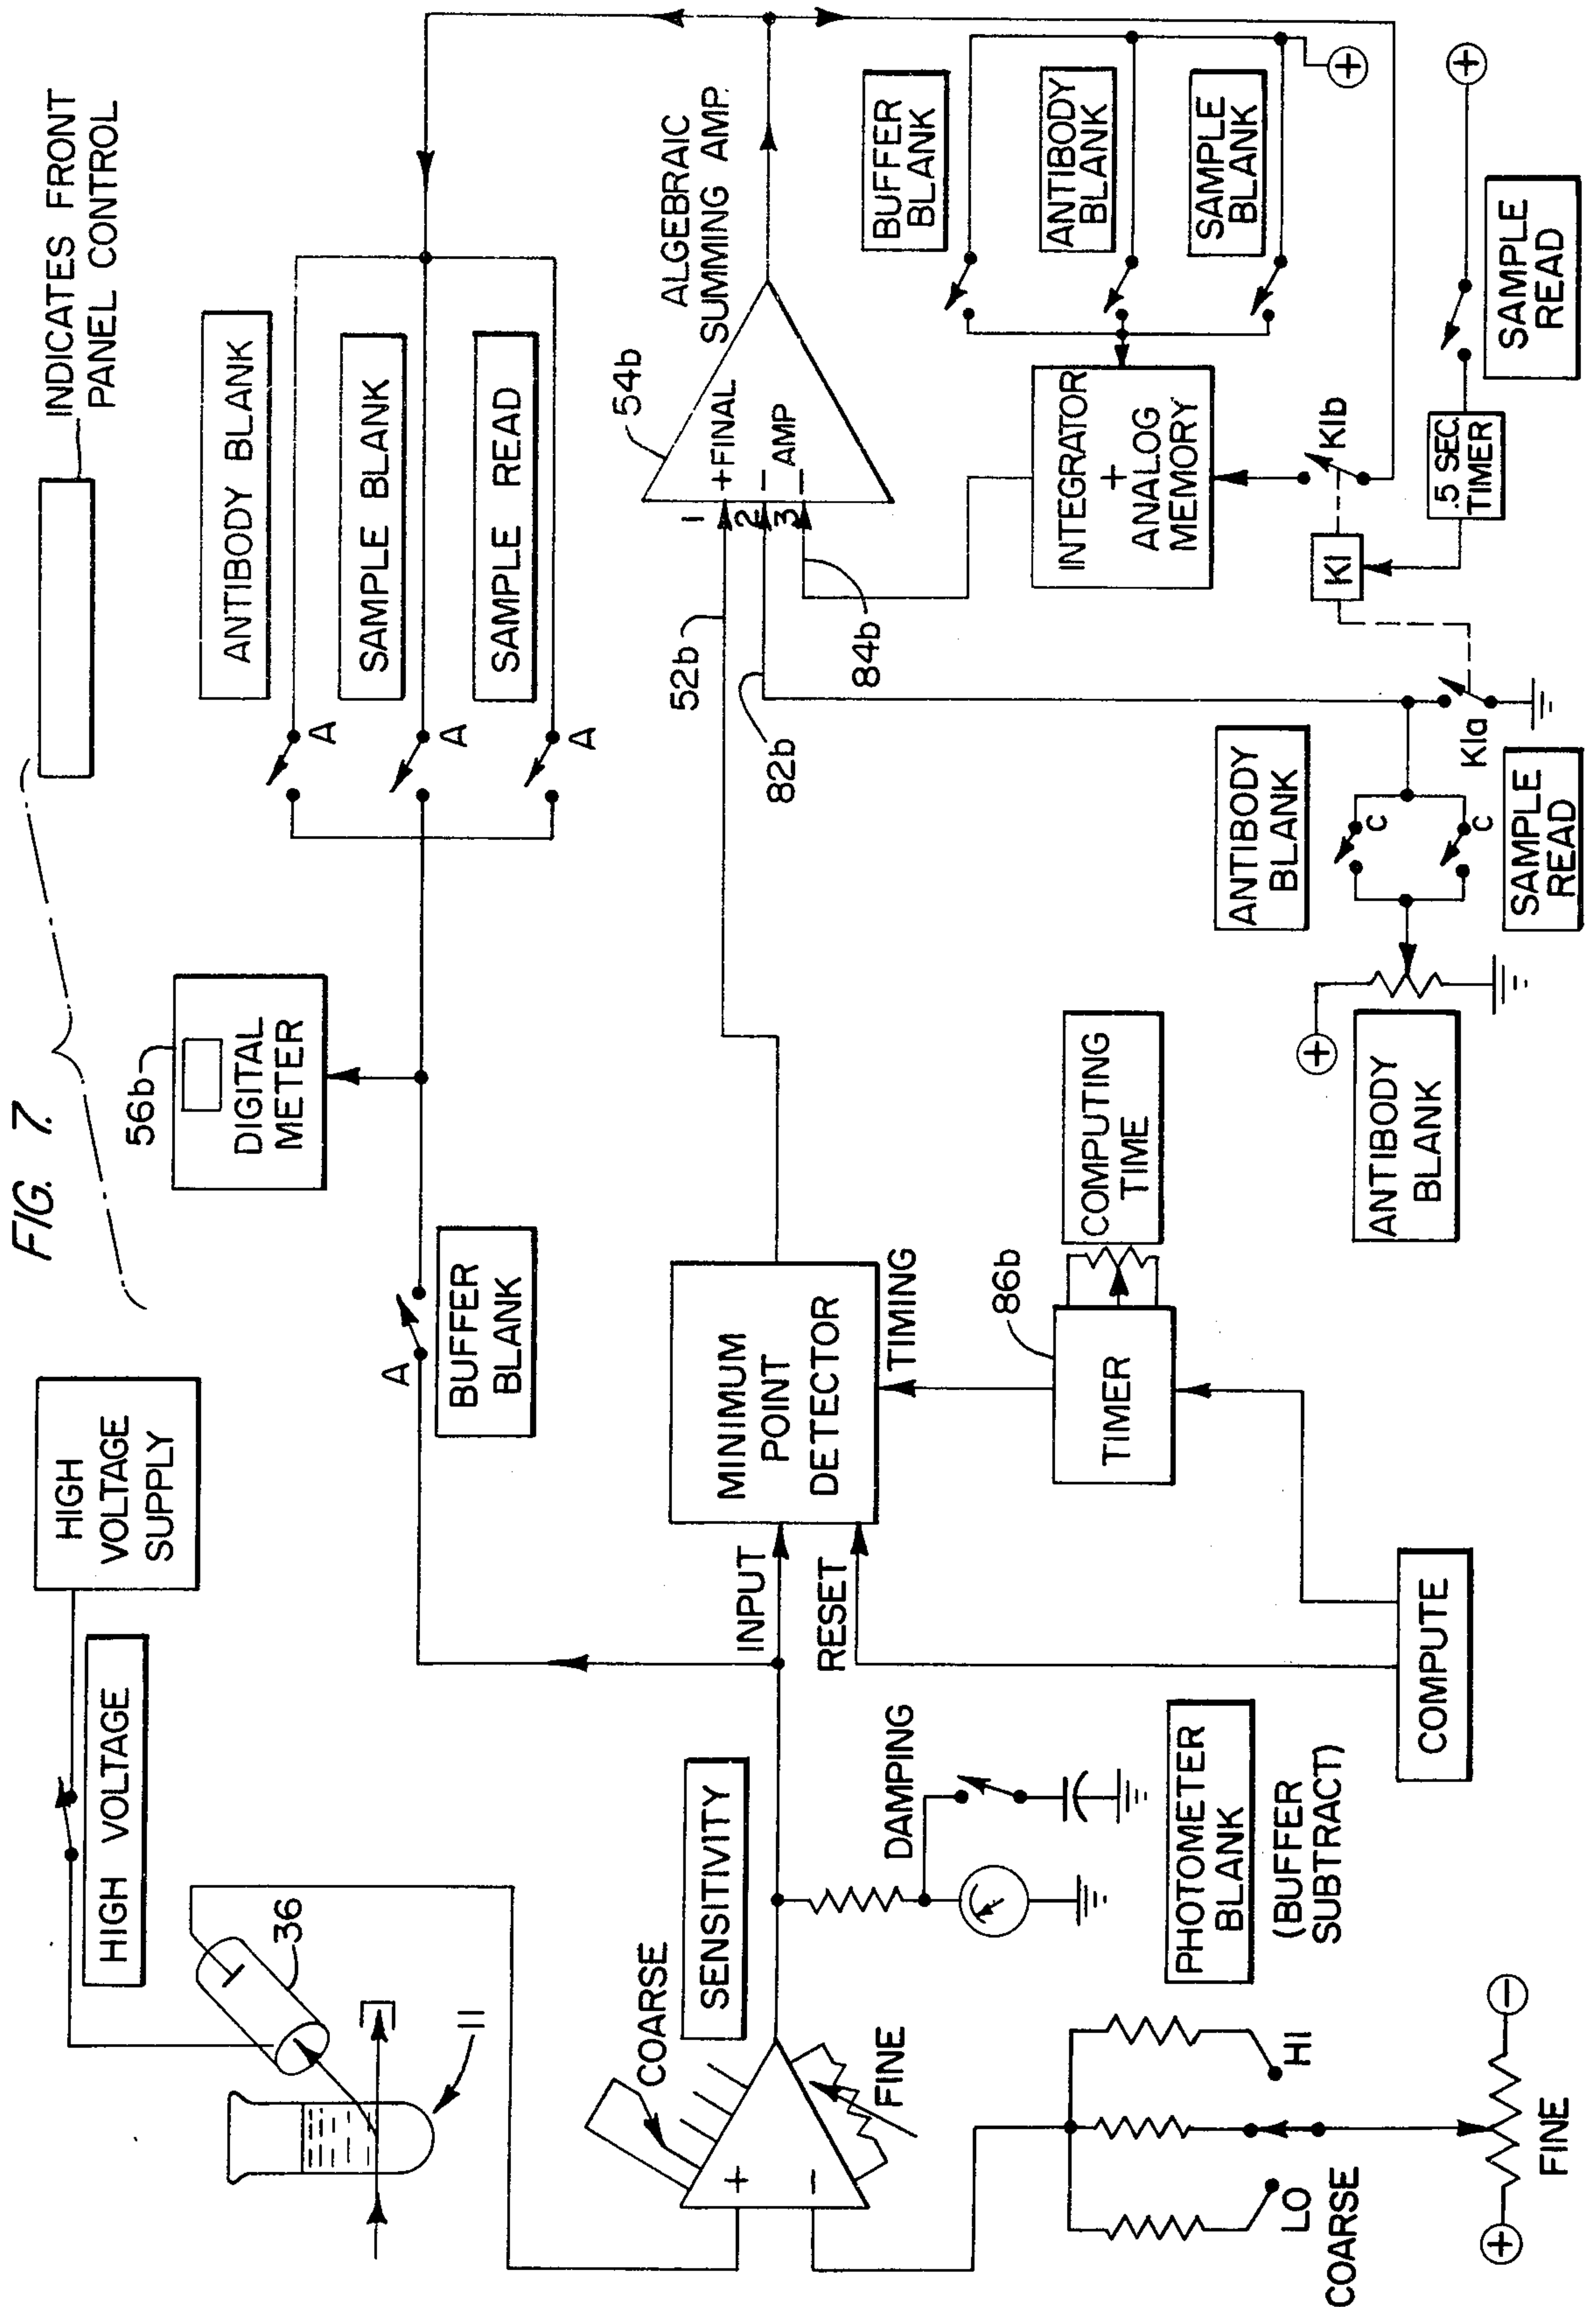 FIG. 7.
INDICATES FRONT
PANEL CONTROL
HIGH
VOLTAGE
SUPPLY
HIGH VOLTAGE
36
11
56b
DIGITAL
METER
A
BUFFER
BLANK
ANTIBODY BLANK
A
SAMPLE BLANK
A
SAMPLE READ
A
COARSE
SENSITIVITY
+
−
FINE
INPUT
RESET
MINIMUM
POINT
DETECTOR
TIMING
52b
82b
84b
54b
ALGEBRAIC
SUMMING AMP.
1
2
3
+FINAL
− AMP
−
BUFFER
BLANK
ANTIBODY
BLANK
SAMPLE
BLANK
+
INTEGRATOR
+
ANALOG
MEMORY
DAMPING
PHOTOMETER
BLANK
(BUFFER
SUBTRACT)
86b
TIMER
COMPUTING
TIME
COMPUTE
LO
HI
COARSE
+
−
FINE
ANTIBODY
BLANK
+
ANTIBODY
BLANK
C
C
SAMPLE
READ
K1a
K1
K1b
.5 SEC.
TIMER
SAMPLE
READ
+